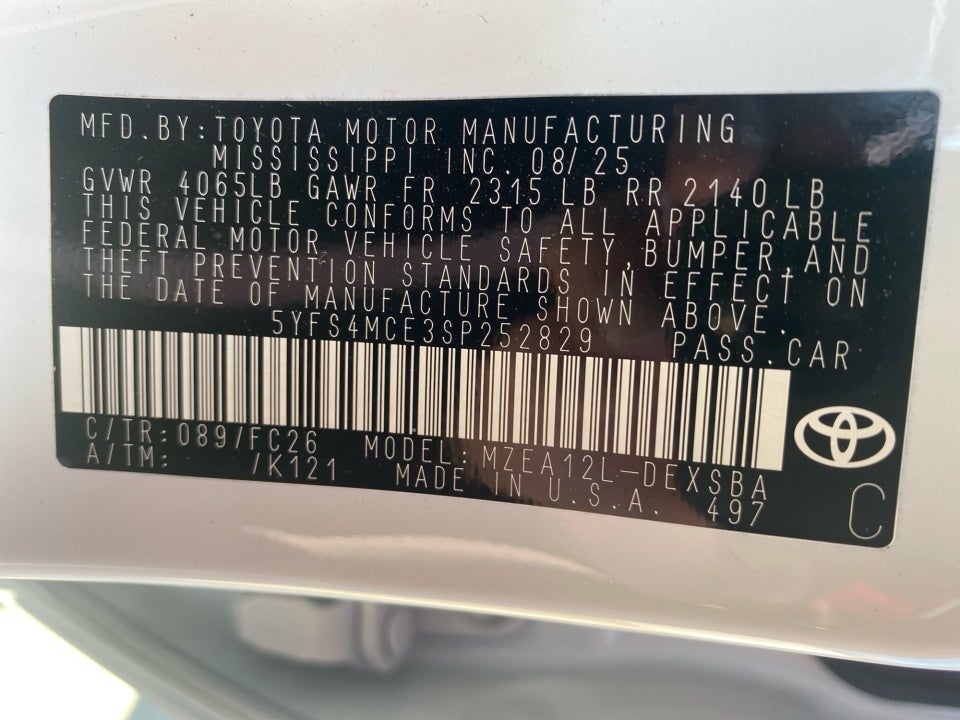 MFD.BY:TOYOTA MOTOR MANUFACTURING
MISSISSIPPI INC. 08/25
GVWR 4065LB GAWR FR 2315 LB RR 2140 LB
THIS VEHICLE CONFORMS TO ALL APPLICABLE
FEDERAL MOTOR VEHICLE SAFETY,BUMPER,AND
THEFT PREVENTION STANDARDS IN EFFECT ON
THE DATE OF MANUFACTURE SHOWN ABOVE.
5YFS4MCE3SP252829 PASS.CAR
C/TR:089/FC26 MODEL:MZEA12L-DEXSBA
A/TM: /K121 MADE IN U.S.A. 497
C